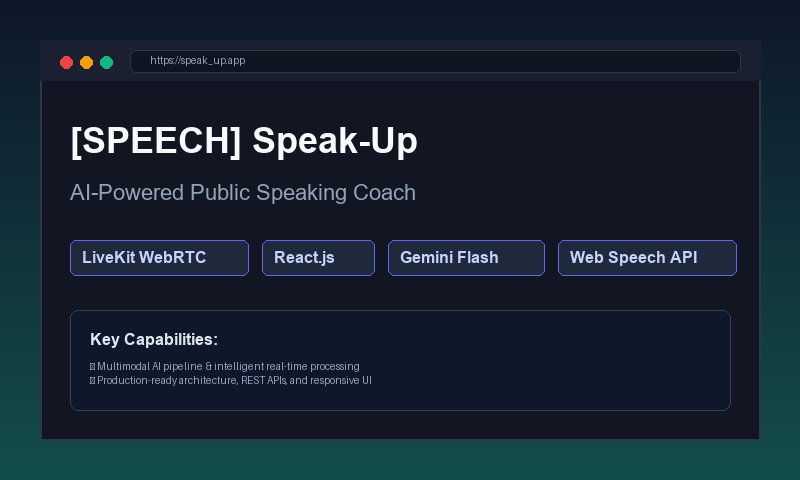 https://speak_up.app
[SPEECH] Speak-Up
AI-Powered Public Speaking Coach
LiveKit WebRTC React.js Gemini Flash Web Speech API
Key Capabilities:
Multimodal AI pipeline & intelligent real-time processing
Production-ready architecture, REST APIs, and responsive UI